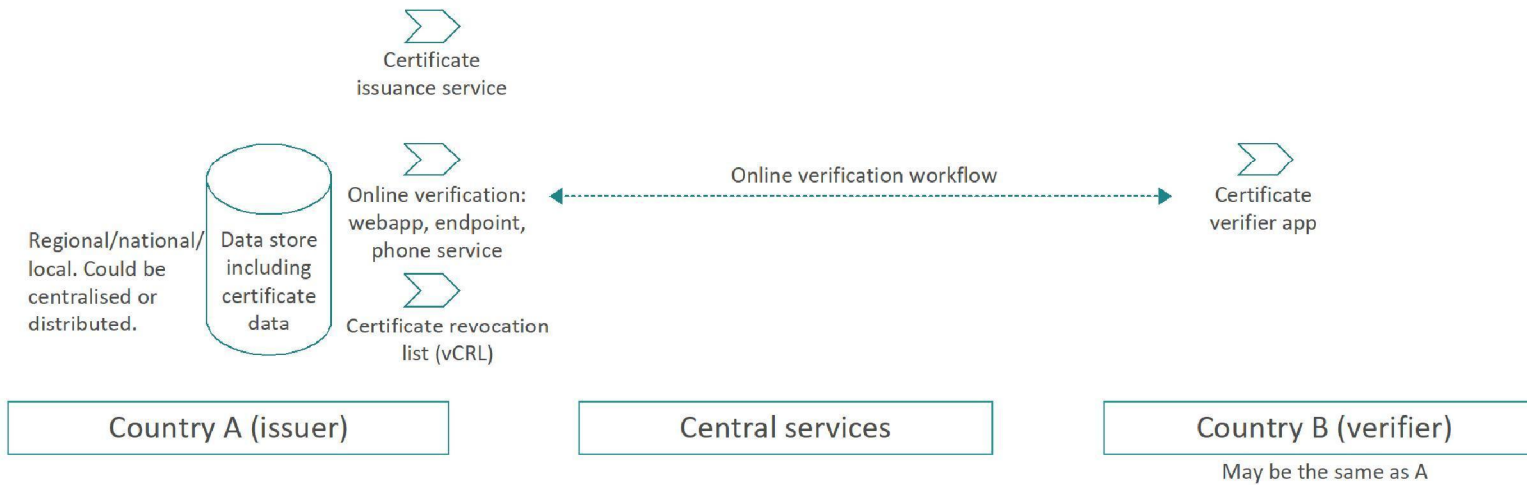 Certificate
issuance service
Online verification:
webapp, endpoint,
phone service
Online verification workflow
Certificate
verifier app
Regional/national/
local. Could be
centralised or
distributed.
Data store
including
certificate
data
Certificate revocation
list (vCRL)
Country A (issuer)
Central services
Country B (verifier)
May be the same as A